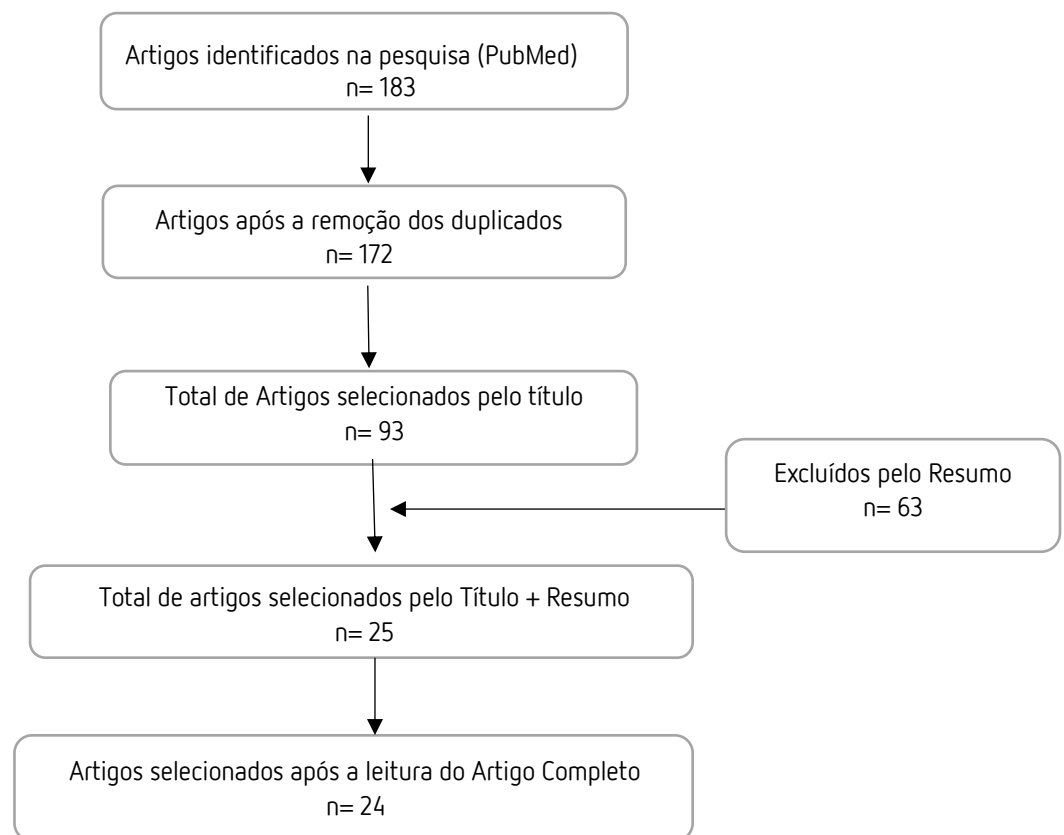 Artigos identificados na pesquisa (PubMed)
n= 183
Artigos após a remoção dos duplicados
n= 172
Total de Artigos selecionados pelo título
n= 93
Excluídos pelo Resumo
n= 63
Total de artigos selecionados pelo Título + Resumo
n= 25
Artigos selecionados após a leitura do Artigo Completo
n= 24